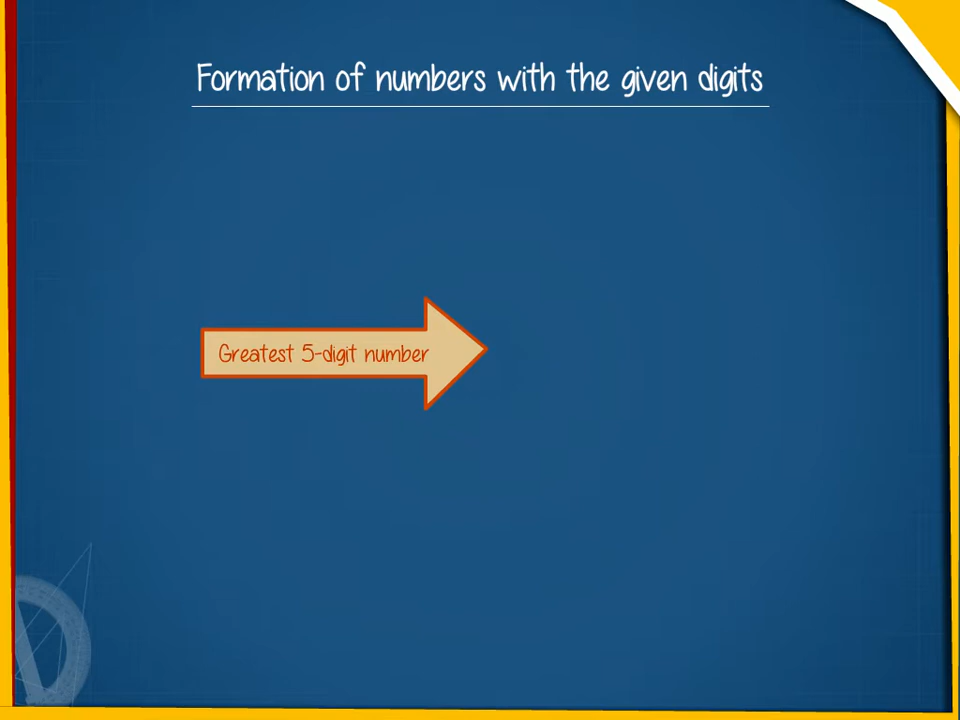 Formation of numbers with the given digits
Greatest 5-digit number